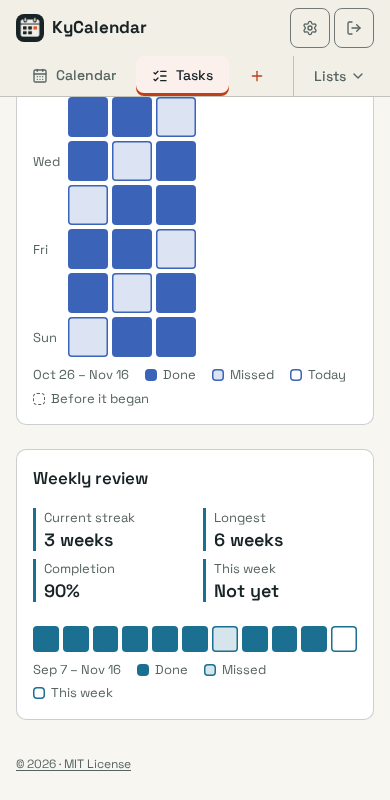 KyCalendar
Calendar
Tasks
+
Lists
Wed
Fri
Sun
Oct 26 – Nov 16 Done Missed Today
Before it began
Weekly review
Current streak
3 weeks
Longest
6 weeks
Completion
90%
This week
Not yet
Sep 7 – Nov 16 Done Missed
This week
© 2026 · MIT License